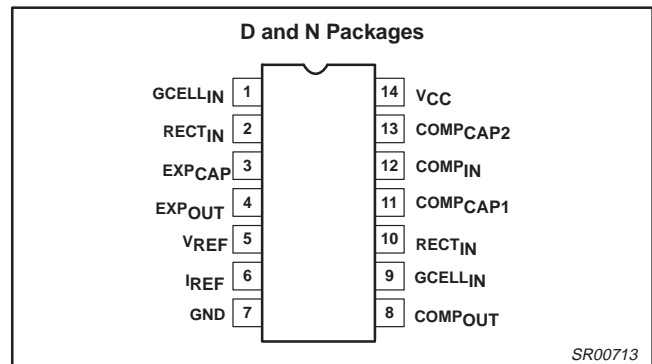 D and N Packages
GCELLIN 1
RECTIN 2
EXPCAP 3
EXPOUT 4
VREF 5
IREF 6
GND 7
14 VCC
13 COMPCAP2
12 COMPIN
11 COMPCAP1
10 RECTIN
9 GCELLIN
8 COMPOUT
SR00713